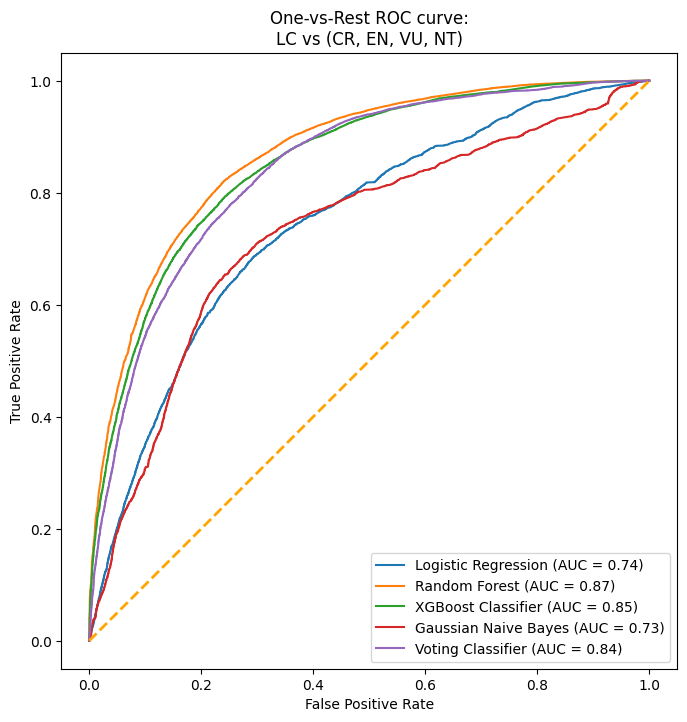 One-vs-Rest ROC curve:
LC vs (CR, EN, VU, NT)
1.0
0.8
0.6
0.4
0.2
0.0
True Positive Rate
Logistic Regression (AUC = 0.74)
Random Forest (AUC = 0.87)
XGBoost Classifier (AUC = 0.85)
Gaussian Naive Bayes (AUC = 0.73)
Voting Classifier (AUC = 0.84)
0.0 0.2 0.4 0.6 0.8 1.0
False Positive Rate